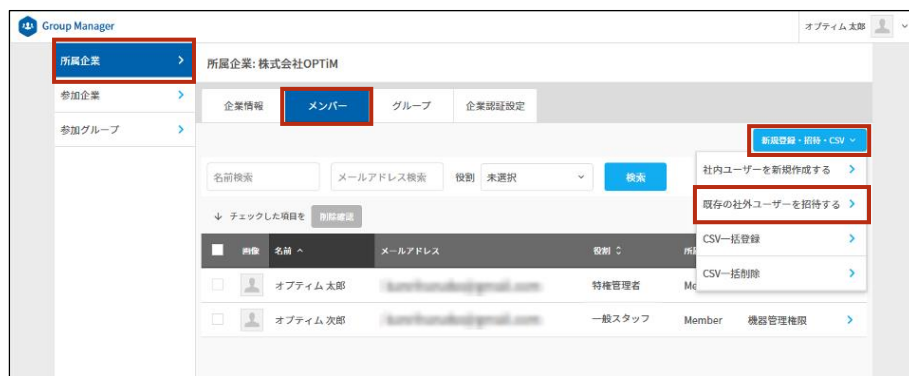 Group Manager
オプティム 太郎
所属企業
参加企業
参加グループ
所属企業: 株式会社OPTiM
企業情報 メンバー グループ 企業認証設定
新規登録・招待・CSV
社内ユーザーを新規作成する
既存の社外ユーザーを招待する
CSV一括登録
CSV一括削除
名前検索 メールアドレス検索 役割 未選択 検索
チェックした項目を 削除確認
画像 名前 メールアドレス 役割
オプティム 太郎 特権管理者
オプティム 次郎 一般スタッフ Member 機器管理権限